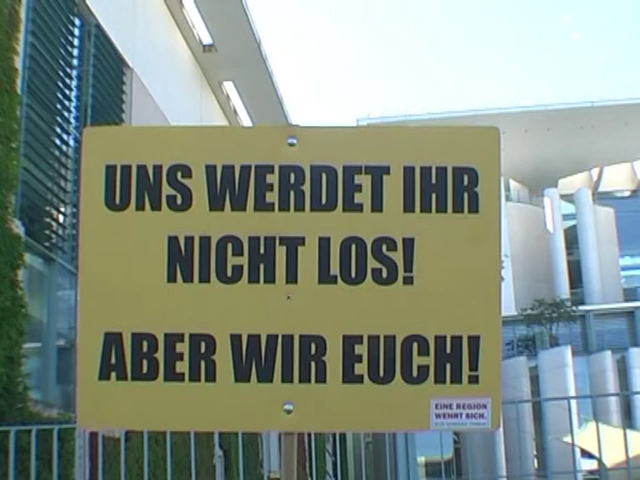 UNS WERDET IHR
NICHT LOS!
ABER WIR EUCH!
EINE REGION
WEHRT SICH.